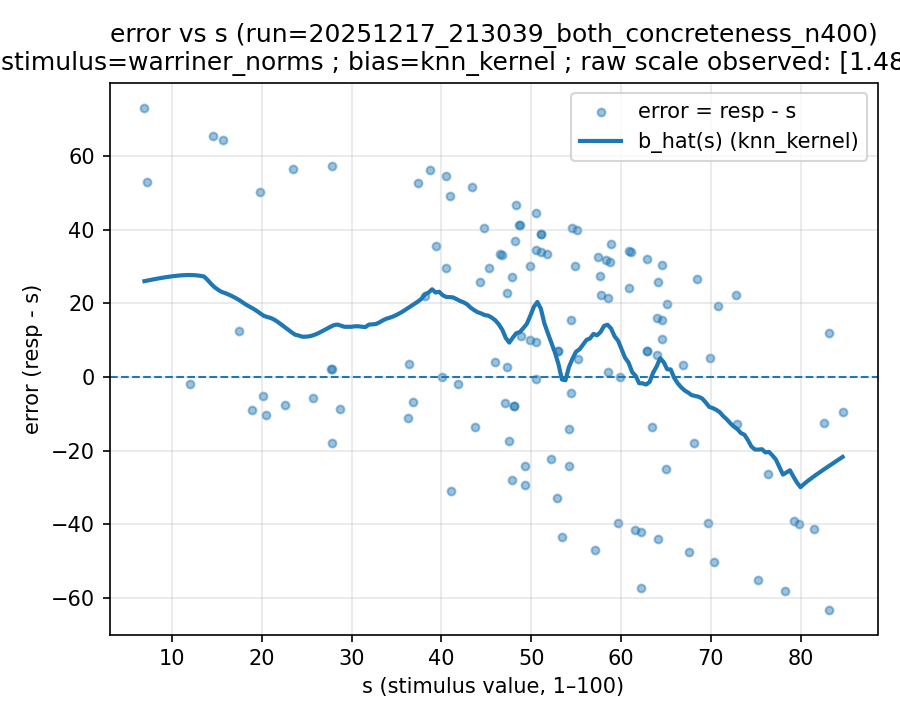 error vs s (run=20251217_213039_both_concreteness_n400)
stimulus=warriner_norms ; bias=knn_kernel ; raw scale observed: [1.48
error = resp - s
b_hat(s) (knn_kernel)
error (resp - s)
60
40
20
0
−20
−40
−60
10 20 30 40 50 60 70 80
s (stimulus value, 1–100)